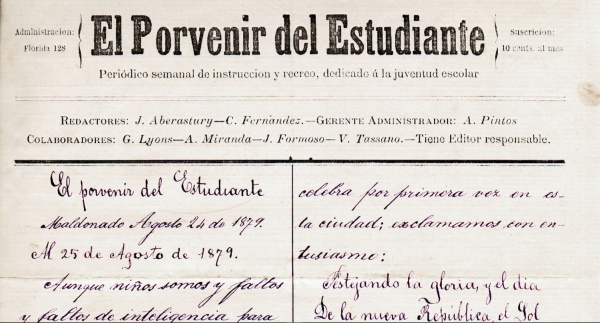 Administracion:
Florida 128
El Porvenir del Estudiante
Suscricion:
10 cents. al mes
Periódico semanal de instruccion y recreo, dedicado á la juventud escolar
REDACTORES: J. Aberastury—C. Fernandez.—GERENTE ADMINISTRADOR: A. Pintos
COLABORADORES: G. Lyons—A. Miranda—J. Formoso—V. Tassano.—Tiene Editor responsable.
El porvenir del Estudiante
Maldonado Agosto 24 de 1879.
Al 25 de Agosto de 1879.
Aunque niños somos y faltos
y faltos de inteligencia para
celebra por primera vez en es-
ta ciudad; exclamamos con en-
tusiasmo:
Festejando la gloria, y el dia
De la nueva República, el Sol